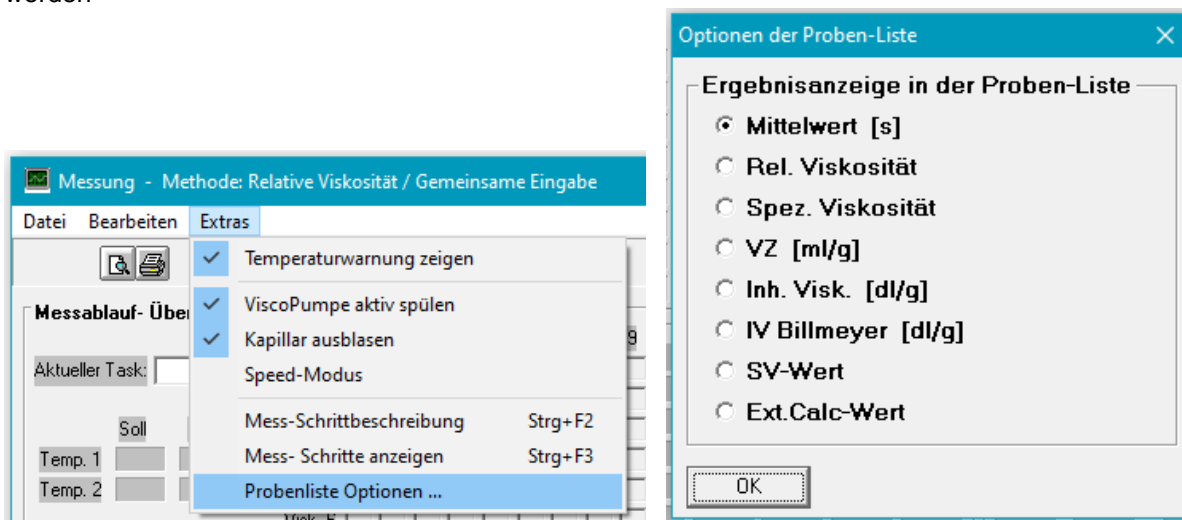 werden
Messung - Methode: Relative Viskosität / Gemeinsame Eingabe
Datei Bearbeiten Extras
Temperaturwarnung zeigen
ViscoPumpe aktiv spülen
Kapillar ausblasen
Speed-Modus
Mess-Schrittbeschreibung Strg+F2
Mess- Schritte anzeigen Strg+F3
Probenliste Optionen ...
Messablauf- Über
9
Aktueller Task:
Soll
Temp. 1
Temp. 2
Optionen der Proben-Liste
Ergebnisanzeige in der Proben-Liste
Mittelwert [s]
Rel. Viskosität
Spez. Viskosität
VZ [ml/g]
Inh. Visk. [dl/g]
IV Billmeyer [dl/g]
SV-Wert
Ext.Calc-Wert
OK